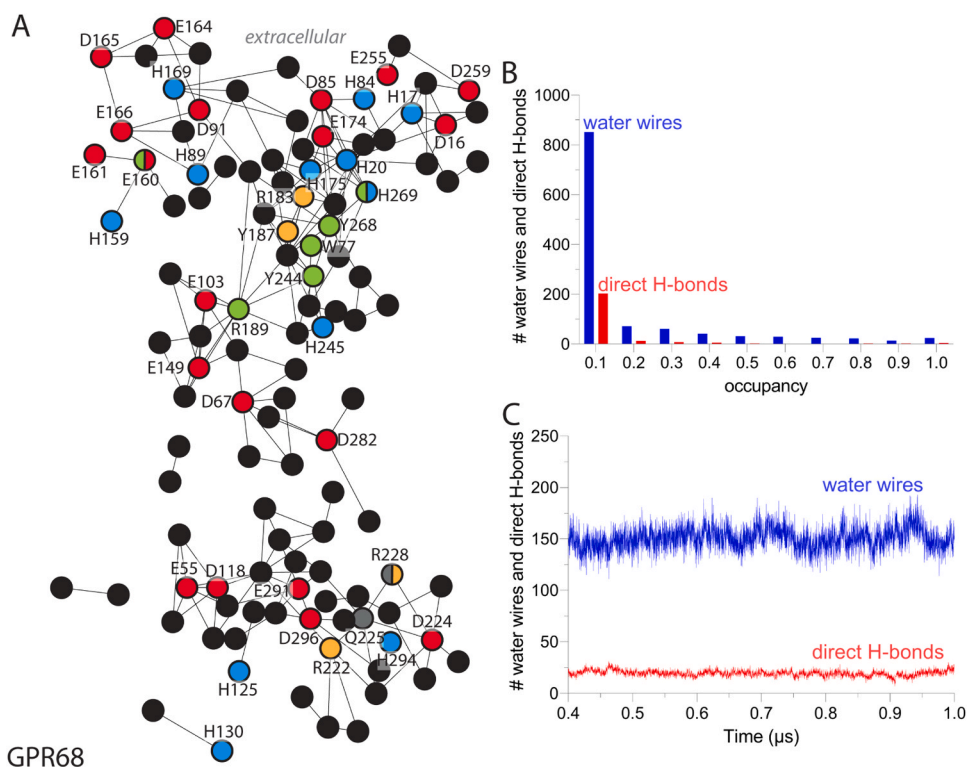 A
extracellular
E164
D165
H169
E255
D259
D85
H84
H17
E166
D91
E174
D16
E161
E160
H89
H20
H175
R183
H269
H159
Y187
Y268
W77
Y244
E103
R189
H245
E149
D67
D282
R228
E55
D118
E291
D224
D296
Q225
R222
H294
H125
H130
GPR68
B
# water wires and direct H-bonds
1000
800
600
400
200
0
water wires
direct H-bonds
0.1 0.2 0.3 0.4 0.5 0.6 0.7 0.8 0.9 1.0
occupancy
C
# water wires and direct H-bonds
250
200
150
100
50
0
water wires
direct H-bonds
0.4 0.5 0.6 0.7 0.8 0.9 1.0
Time (µs)